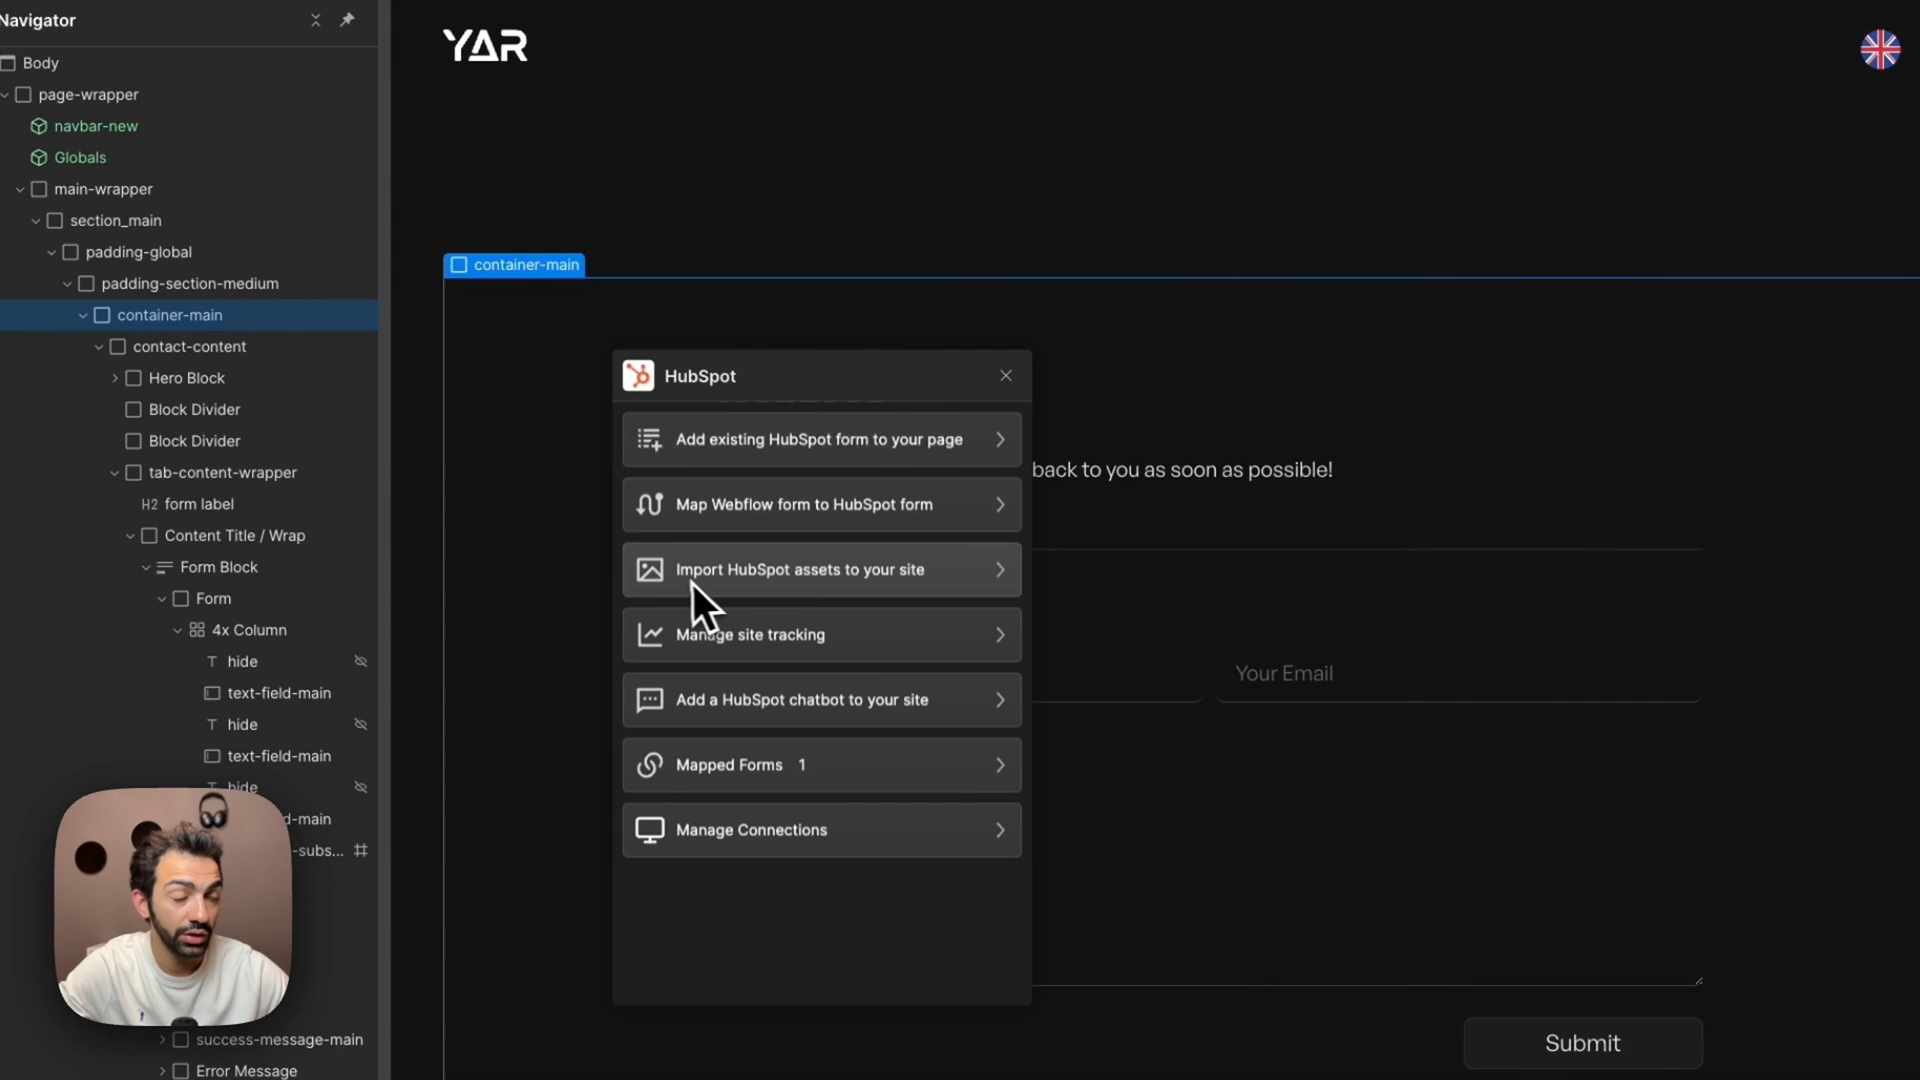 Navigator
Body
page-wrapper
navbar-new
Globals
main-wrapper
section_main
padding-global
padding-section-medium
container-main
contact-content
Hero Block
Block Divider
Block Divider
tab-content-wrapper
H2 form label
Content Title / Wrap
Form Block
Form
4x Column
T hide
text-field-main
T hide
text-field-main
hide
d-main
-subs...
success-message-main
Error Message
YAR
container-main
HubSpot
Add existing HubSpot form to your page
Map Webflow form to HubSpot form
Import HubSpot assets to your site
Manage site tracking
Add a HubSpot chatbot to your site
Mapped Forms 1
Manage Connections
back to you as soon as possible!
Your Email
Submit